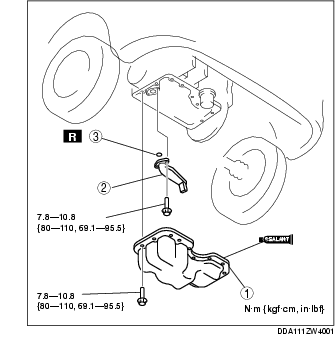 R
3
2
7.8—10.8
{80—110, 69.1—95.5}
SEALANT
1
7.8—10.8
{80—110, 69.1—95.5}
N·m {kgf·cm, in·lbf}
DDA111ZW4001